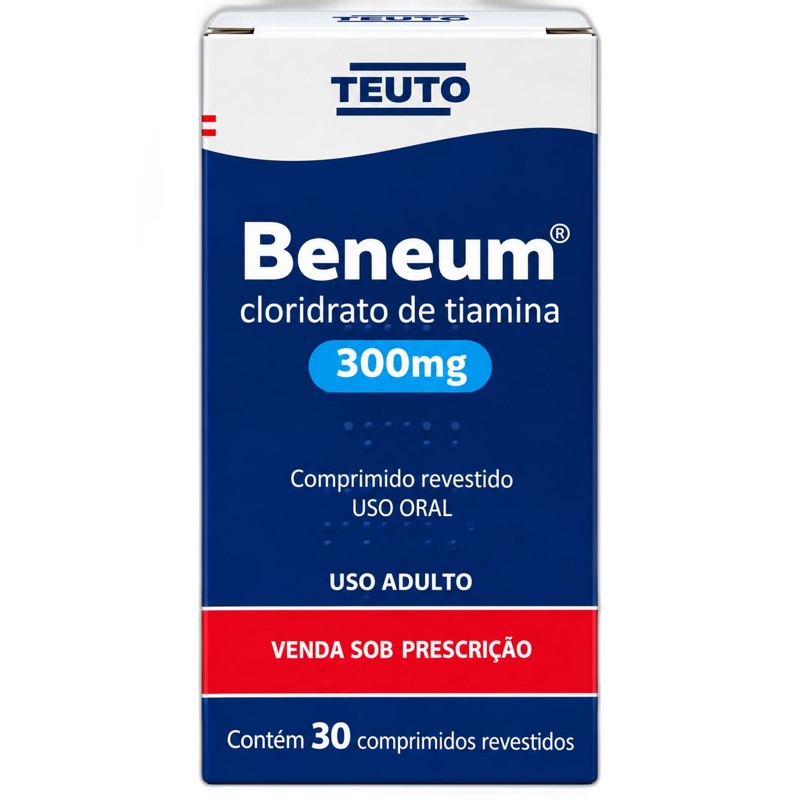 TEUTO
TEUTO
Beneum®
cloridrato de tiamina
300mg
Comprimido revestido
USO ORAL
USO ADULTO
VENDA SOB PRESCRIÇÃO
Contém 30 comprimidos revestidos